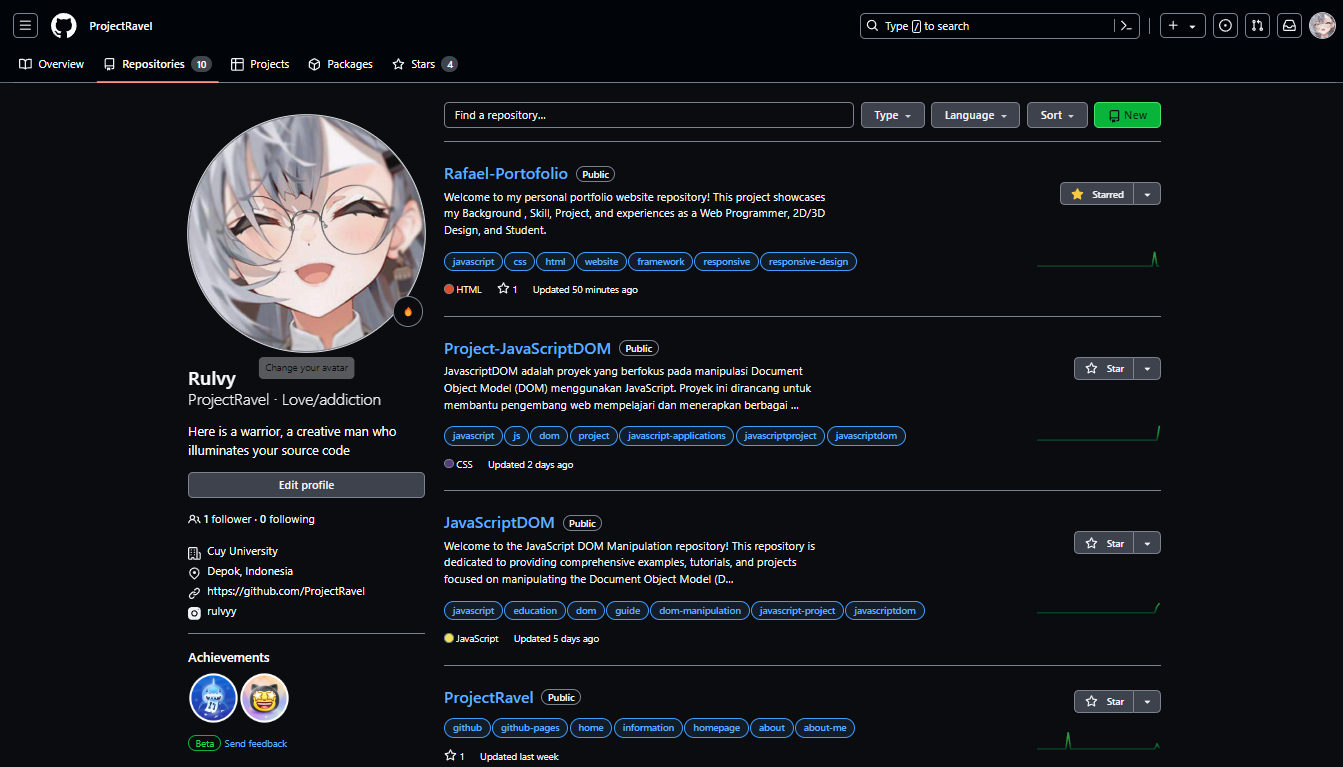 ProjectRavel
Type / to search
Overview
Repositories 10
Projects
Packages
Stars 4
Find a repository...
Type
Language
Sort
New
Change your avatar
Rulvy
ProjectRavel · Love/addiction
Here is a warrior, a creative man who
illuminates your source code
Edit profile
1 follower · 0 following
Cuy University
Depok, Indonesia
https://github.com/ProjectRavel
rulvyy
Achievements
Beta Send feedback
Rafael-Portofolio Public
Starred
Welcome to my personal portfolio website repository! This project showcases
my Background , Skill, Project, and experiences as a Web Programmer, 2D/3D
Design, and Student.
javascript css html website framework responsive responsive-design
HTML 1 Updated 50 minutes ago
Project-JavaScriptDOM Public
Star
JavascriptDOM adalah proyek yang berfokus pada manipulasi Document
Object Model (DOM) menggunakan JavaScript. Proyek ini dirancang untuk
membantu pengembang web mempelajari dan menerapkan berbagai ...
javascript js dom project javascript-applications javascriptproject javascriptdom
CSS Updated 2 days ago
JavaScriptDOM Public
Star
Welcome to the JavaScript DOM Manipulation repository! This repository is
dedicated to providing comprehensive examples, tutorials, and projects
focused on manipulating the Document Object Model (D...
javascript education dom guide dom-manipulation javascript-project javascriptdom
JavaScript Updated 5 days ago
ProjectRavel Public
Star
github github-pages home information homepage about about-me
1 Updated last week